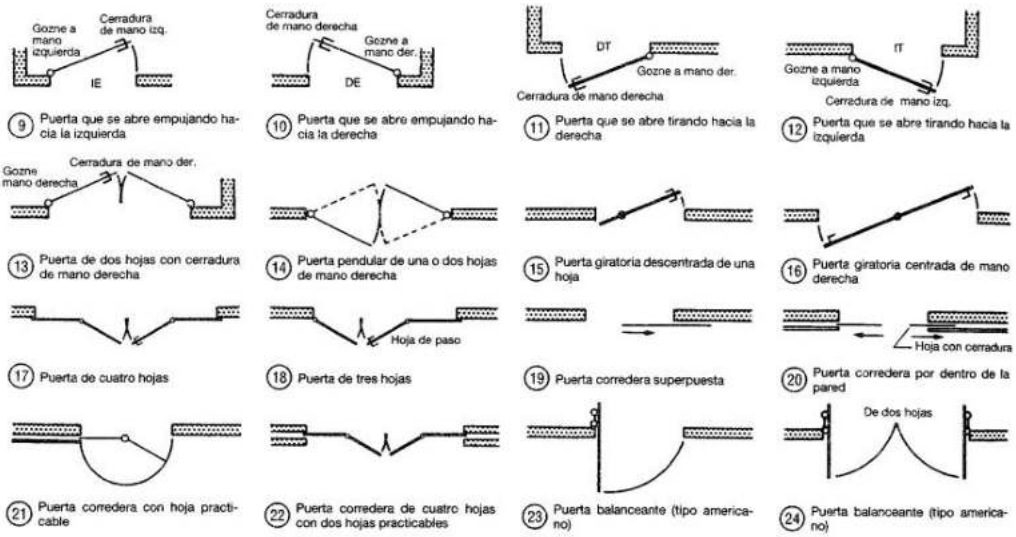 Gozne a
mano
izquierda
Cerradura
de mano izq.
IE
9 Puerta que se abre empujando ha-
cia la izquierda
Cerradura
de mano derecha
Gozne a
mano der.
DE
10 Puerta que se abre empujando ha-
cia la derecha
DT
Gozne a mano der.
Cerradura de mano derecha
11 Puerta que se abre tirando hacia la
derecha
IT
Gozne a mano
izquierda
Cerradura de mano izq.
12 Puerta que se abre tirando hacia la
izquierda
Gozne
mano derecha
Cerradura de mano der.
13 Puerta de dos hojas con cerradura
de mano derecha
14 Puerta pendular de una o dos hojas
de mano derecha
15 Puerta giratoria descentrada de una
hoja
16 Puerta giratoria centrada de mano
derecha
17 Puerta de cuatro hojas
Hoja de paso
18 Puerta de tres hojas
19 Puerta corredera superpuesta
Hoja con cerradura
20 Puerta corredera por dentro de la
pared
21 Puerta corredera con hoja practi-
cable
22 Puerta corredera de cuatro hojas
con dos hojas practicables
23 Puerta balanceante (tipo america-
no)
De dos hojas
24 Puerta balanceante (tipo america-
no)